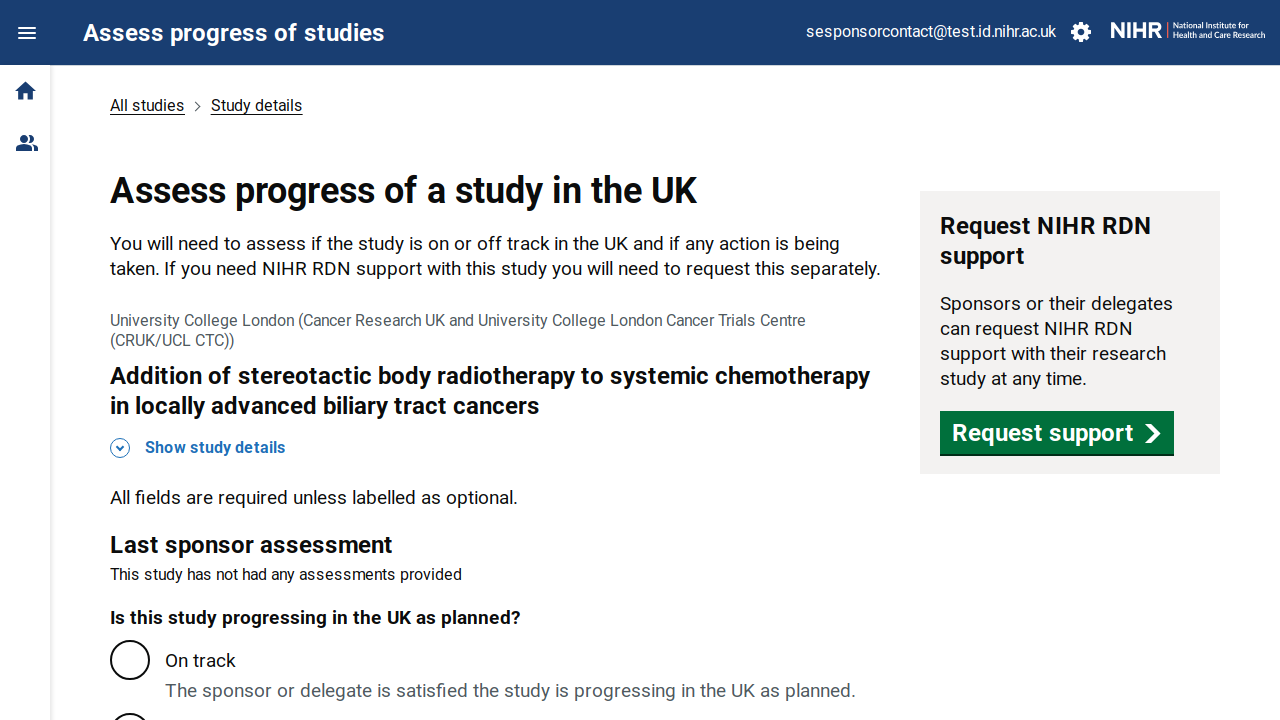 Assess progress of studies
sesponsorcontact@test.id.nihr.ac.uk
NIHR
National Institute for
Health and Care Research
All studies
Study details
Assess progress of a study in the UK
You will need to assess if the study is on or off track in the UK and if any action is being
taken. If you need NIHR RDN support with this study you will need to request this separately.
University College London (Cancer Research UK and University College London Cancer Trials Centre
(CRUK/UCL CTC))
Addition of stereotactic body radiotherapy to systemic chemotherapy
in locally advanced biliary tract cancers
Show study details
All fields are required unless labelled as optional.
Last sponsor assessment
This study has not had any assessments provided
Is this study progressing in the UK as planned?
On track
The sponsor or delegate is satisfied the study is progressing in the UK as planned.
Request NIHR RDN
support
Sponsors or their delegates
can request NIHR RDN
support with their research
study at any time.
Request support